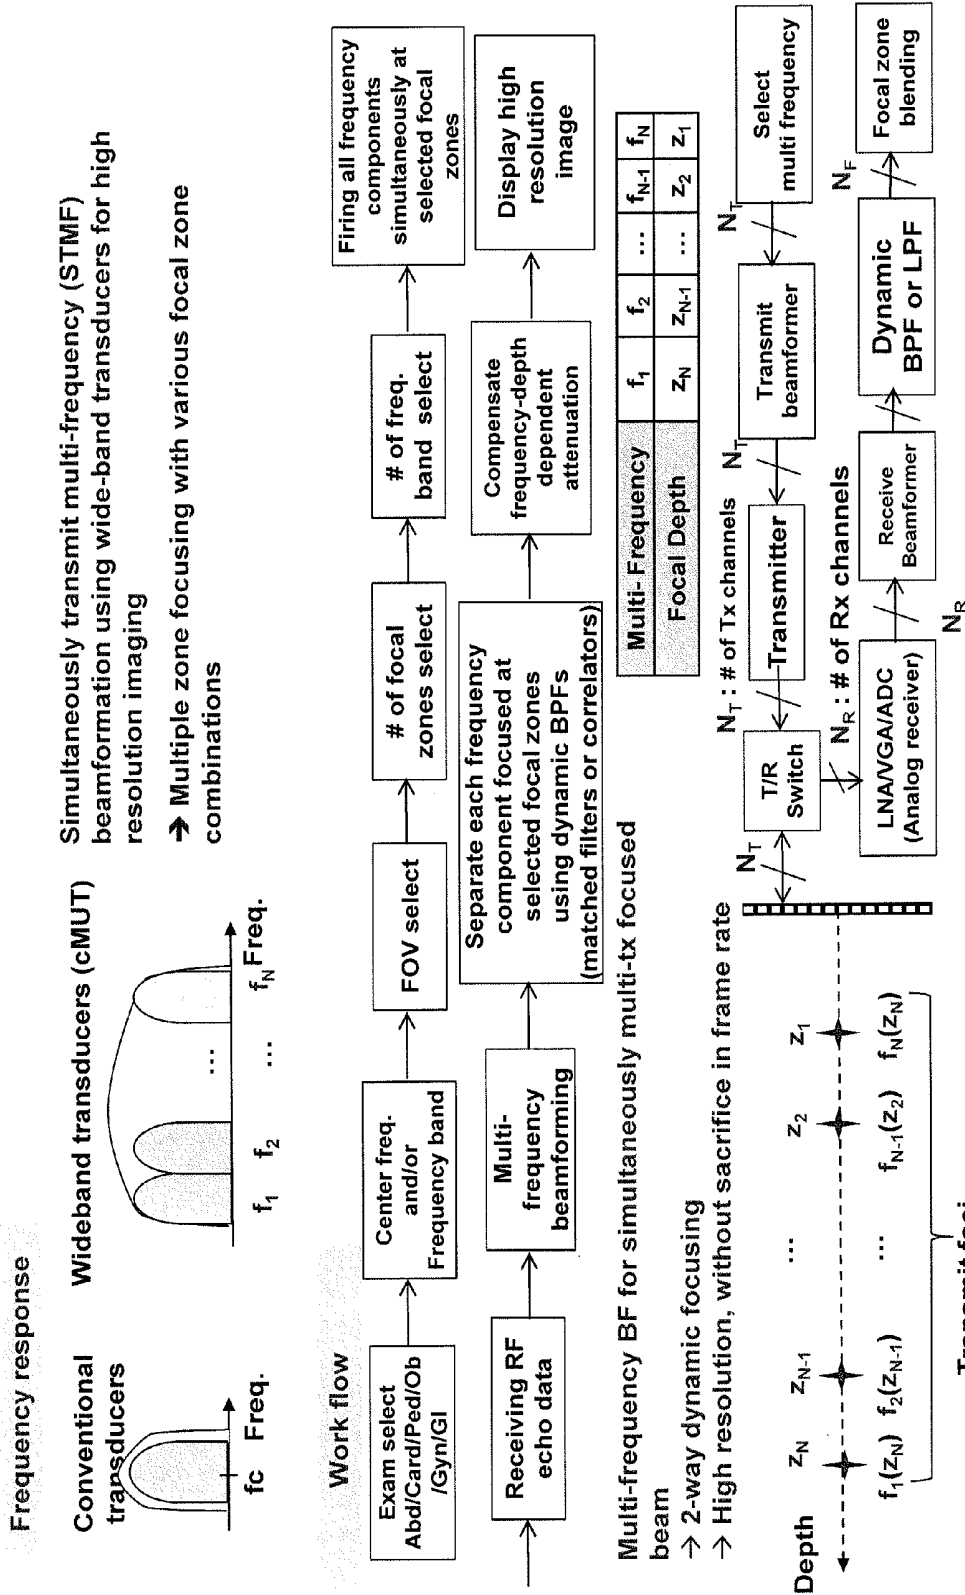 Frequency response
Conventional
transducers
fc Freq.
Wideband transducers (cMUT)
f1 f2 ... fN Freq.
...
Simultaneously transmit multi-frequency (STMF)
beamformation using wide-band transducers for high
resolution imaging
→ Multiple zone focusing with various focal zone
combinations
Work flow
Exam select
Abd/Card/Ped/Ob
/Gyn/GI
Center freq.
and/or
Frequency band
FOV select
# of focal
zones select
# of freq.
band select
Firing all frequency
components
simultaneously at
selected focal
zones
Receiving RF
echo data
Multi-
frequency
beamforming
Separate each frequency
component focused at
selected focal zones
using dynamic BPFs
(matched filters or correlators)
Compensate
frequency-depth
dependent
attenuation
Display high
resolution
image
Multi-frequency BF for simultaneously multi-tx focused
beam
→ 2-way dynamic focusing
→ High resolution, without sacrifice in frame rate
Multi- Frequency f1 f2 ... fN-1 fN
Focal Depth zN zN-1 ... z2 z1
NT : # of Tx channels
NR : # of Rx channels
Depth
zN zN-1 ... z2 z1
f1(zN) f2(zN-1) ... fN-1(z2) fN(zN)
Transmit foci
NT
T/R
Switch
Transmitter
NT
Transmit
beamformer
NT
Select
multi frequency
LNA/VGA/ADC
(Analog receiver)
NR
Receive
Beamformer
Dynamic
BPF or LPF
NF
Focal zone
blending